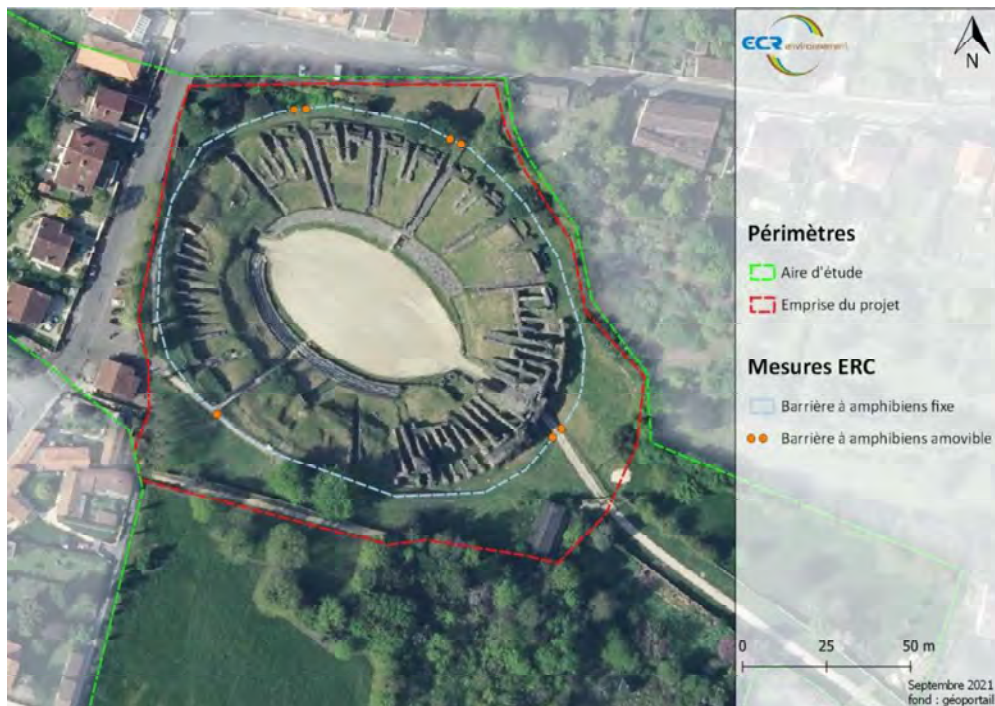 ECR environnement
N
Périmètres
Aire d'étude
Emprise du projet
Mesures ERC
Barrière à amphibiens fixe
Barrière à amphibiens amovible
0 25 50 m
Septembre 2021
fond : géoportail